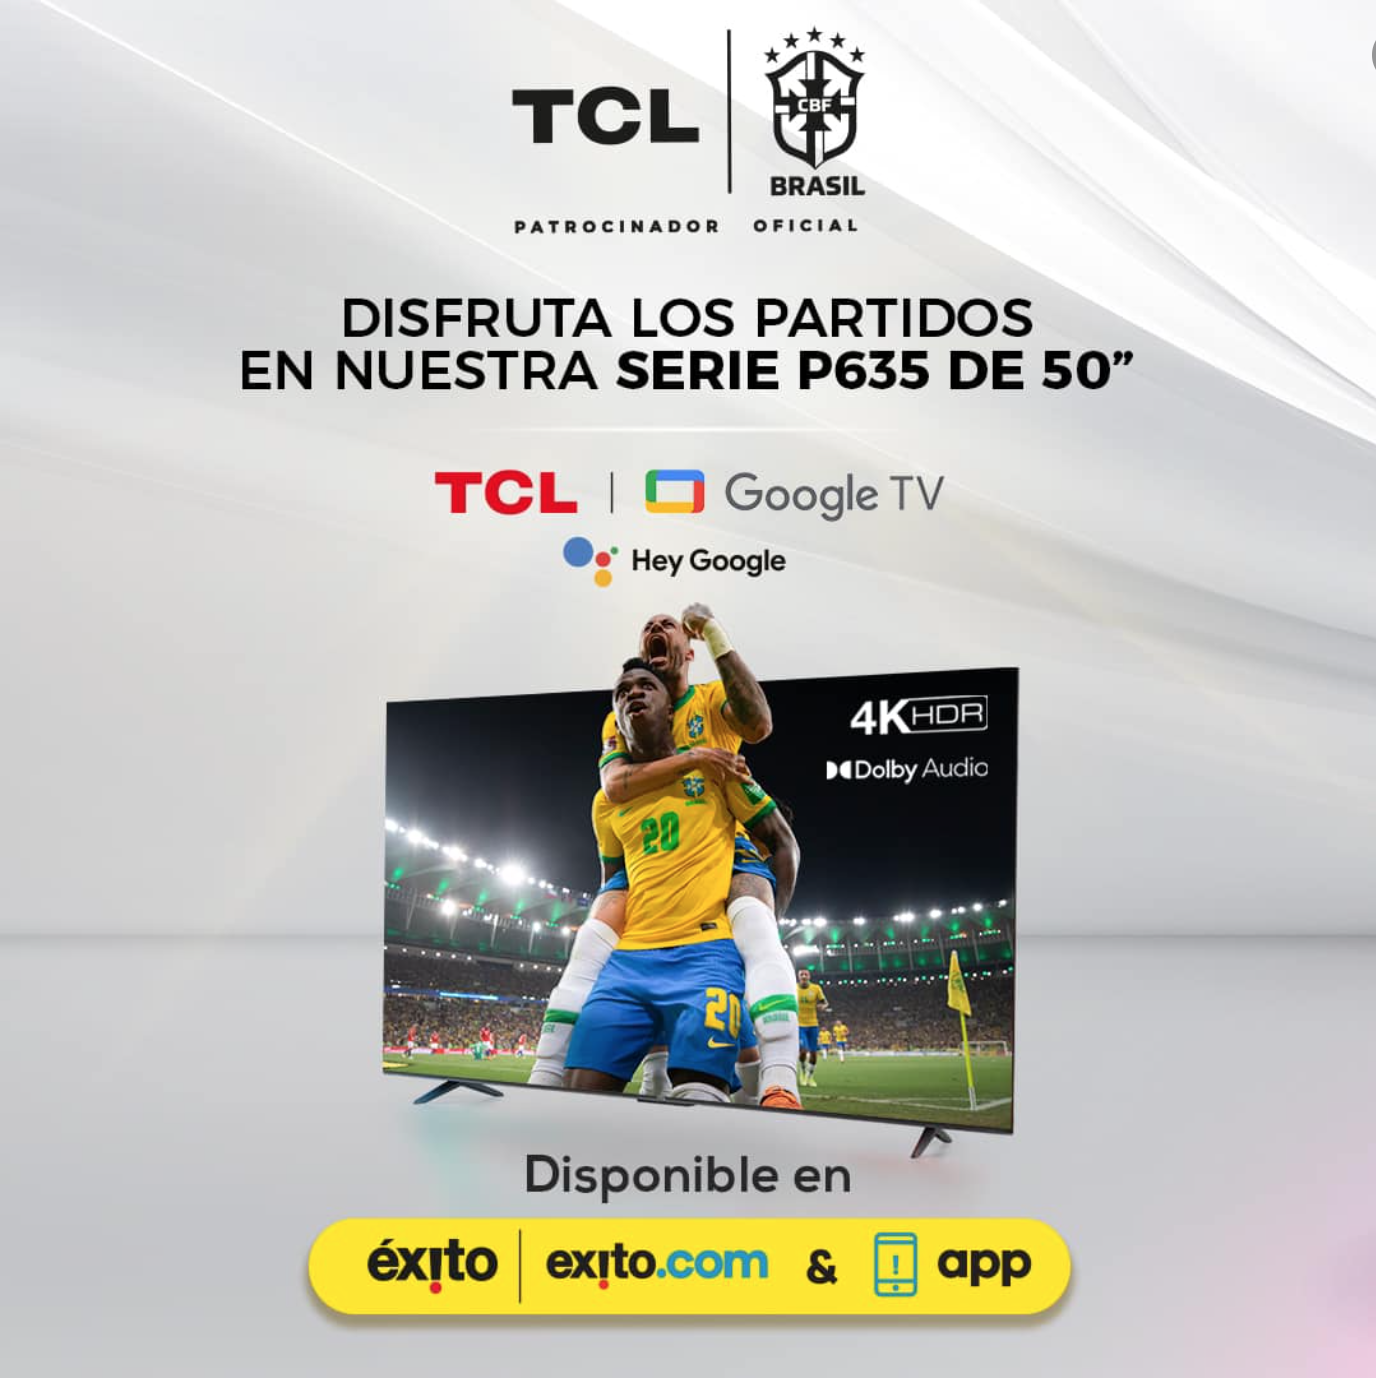 TCL
CBF
BRASIL
PATROCINADOR OFICIAL
DISFRUTA LOS PARTIDOS
EN NUESTRA SERIE P635 DE 50”
TCL | Google TV
Hey Google
4K HDR
Dolby Audio
20
20
Disponible en
éxito | exito.com & app